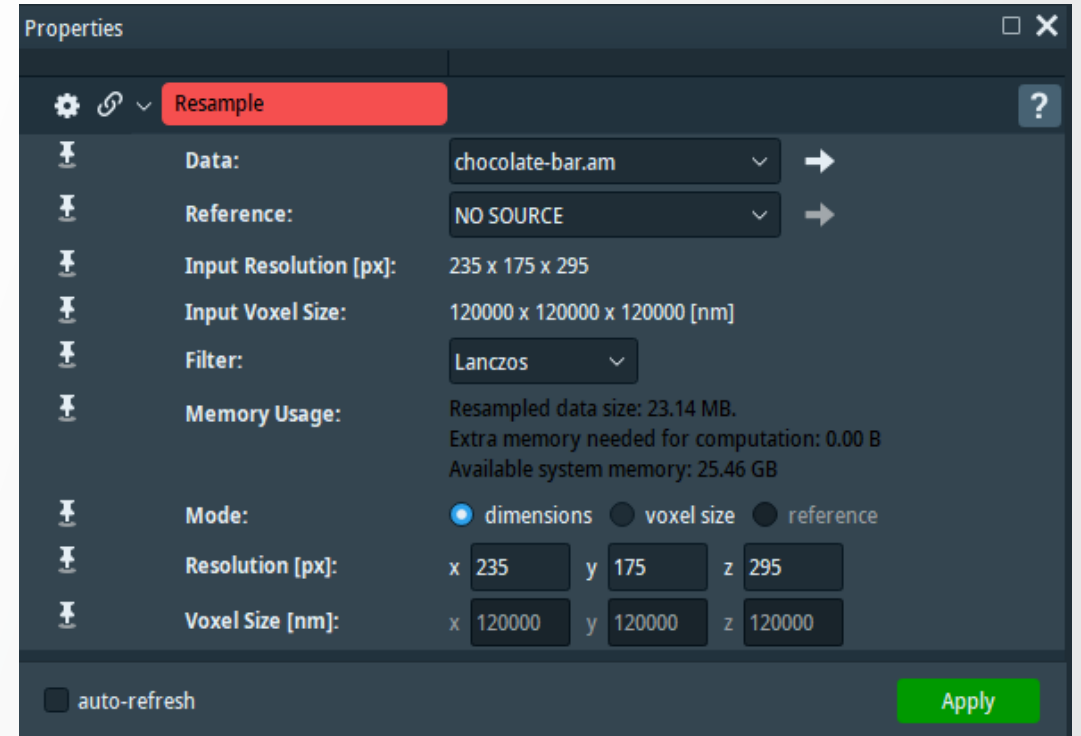 Properties
Resample
?
Data: chocolate-bar.am
Reference: NO SOURCE
Input Resolution [px]: 235 x 175 x 295
Input Voxel Size: 120000 x 120000 x 120000 [nm]
Filter: Lanczos
Memory Usage: Resampled data size: 23.14 MB.
Extra memory needed for computation: 0.00 B
Available system memory: 25.46 GB
Mode: dimensions voxel size reference
Resolution [px]: x 235 y 175 z 295
Voxel Size [nm]: x 120000 y 120000 z 120000
auto-refresh Apply